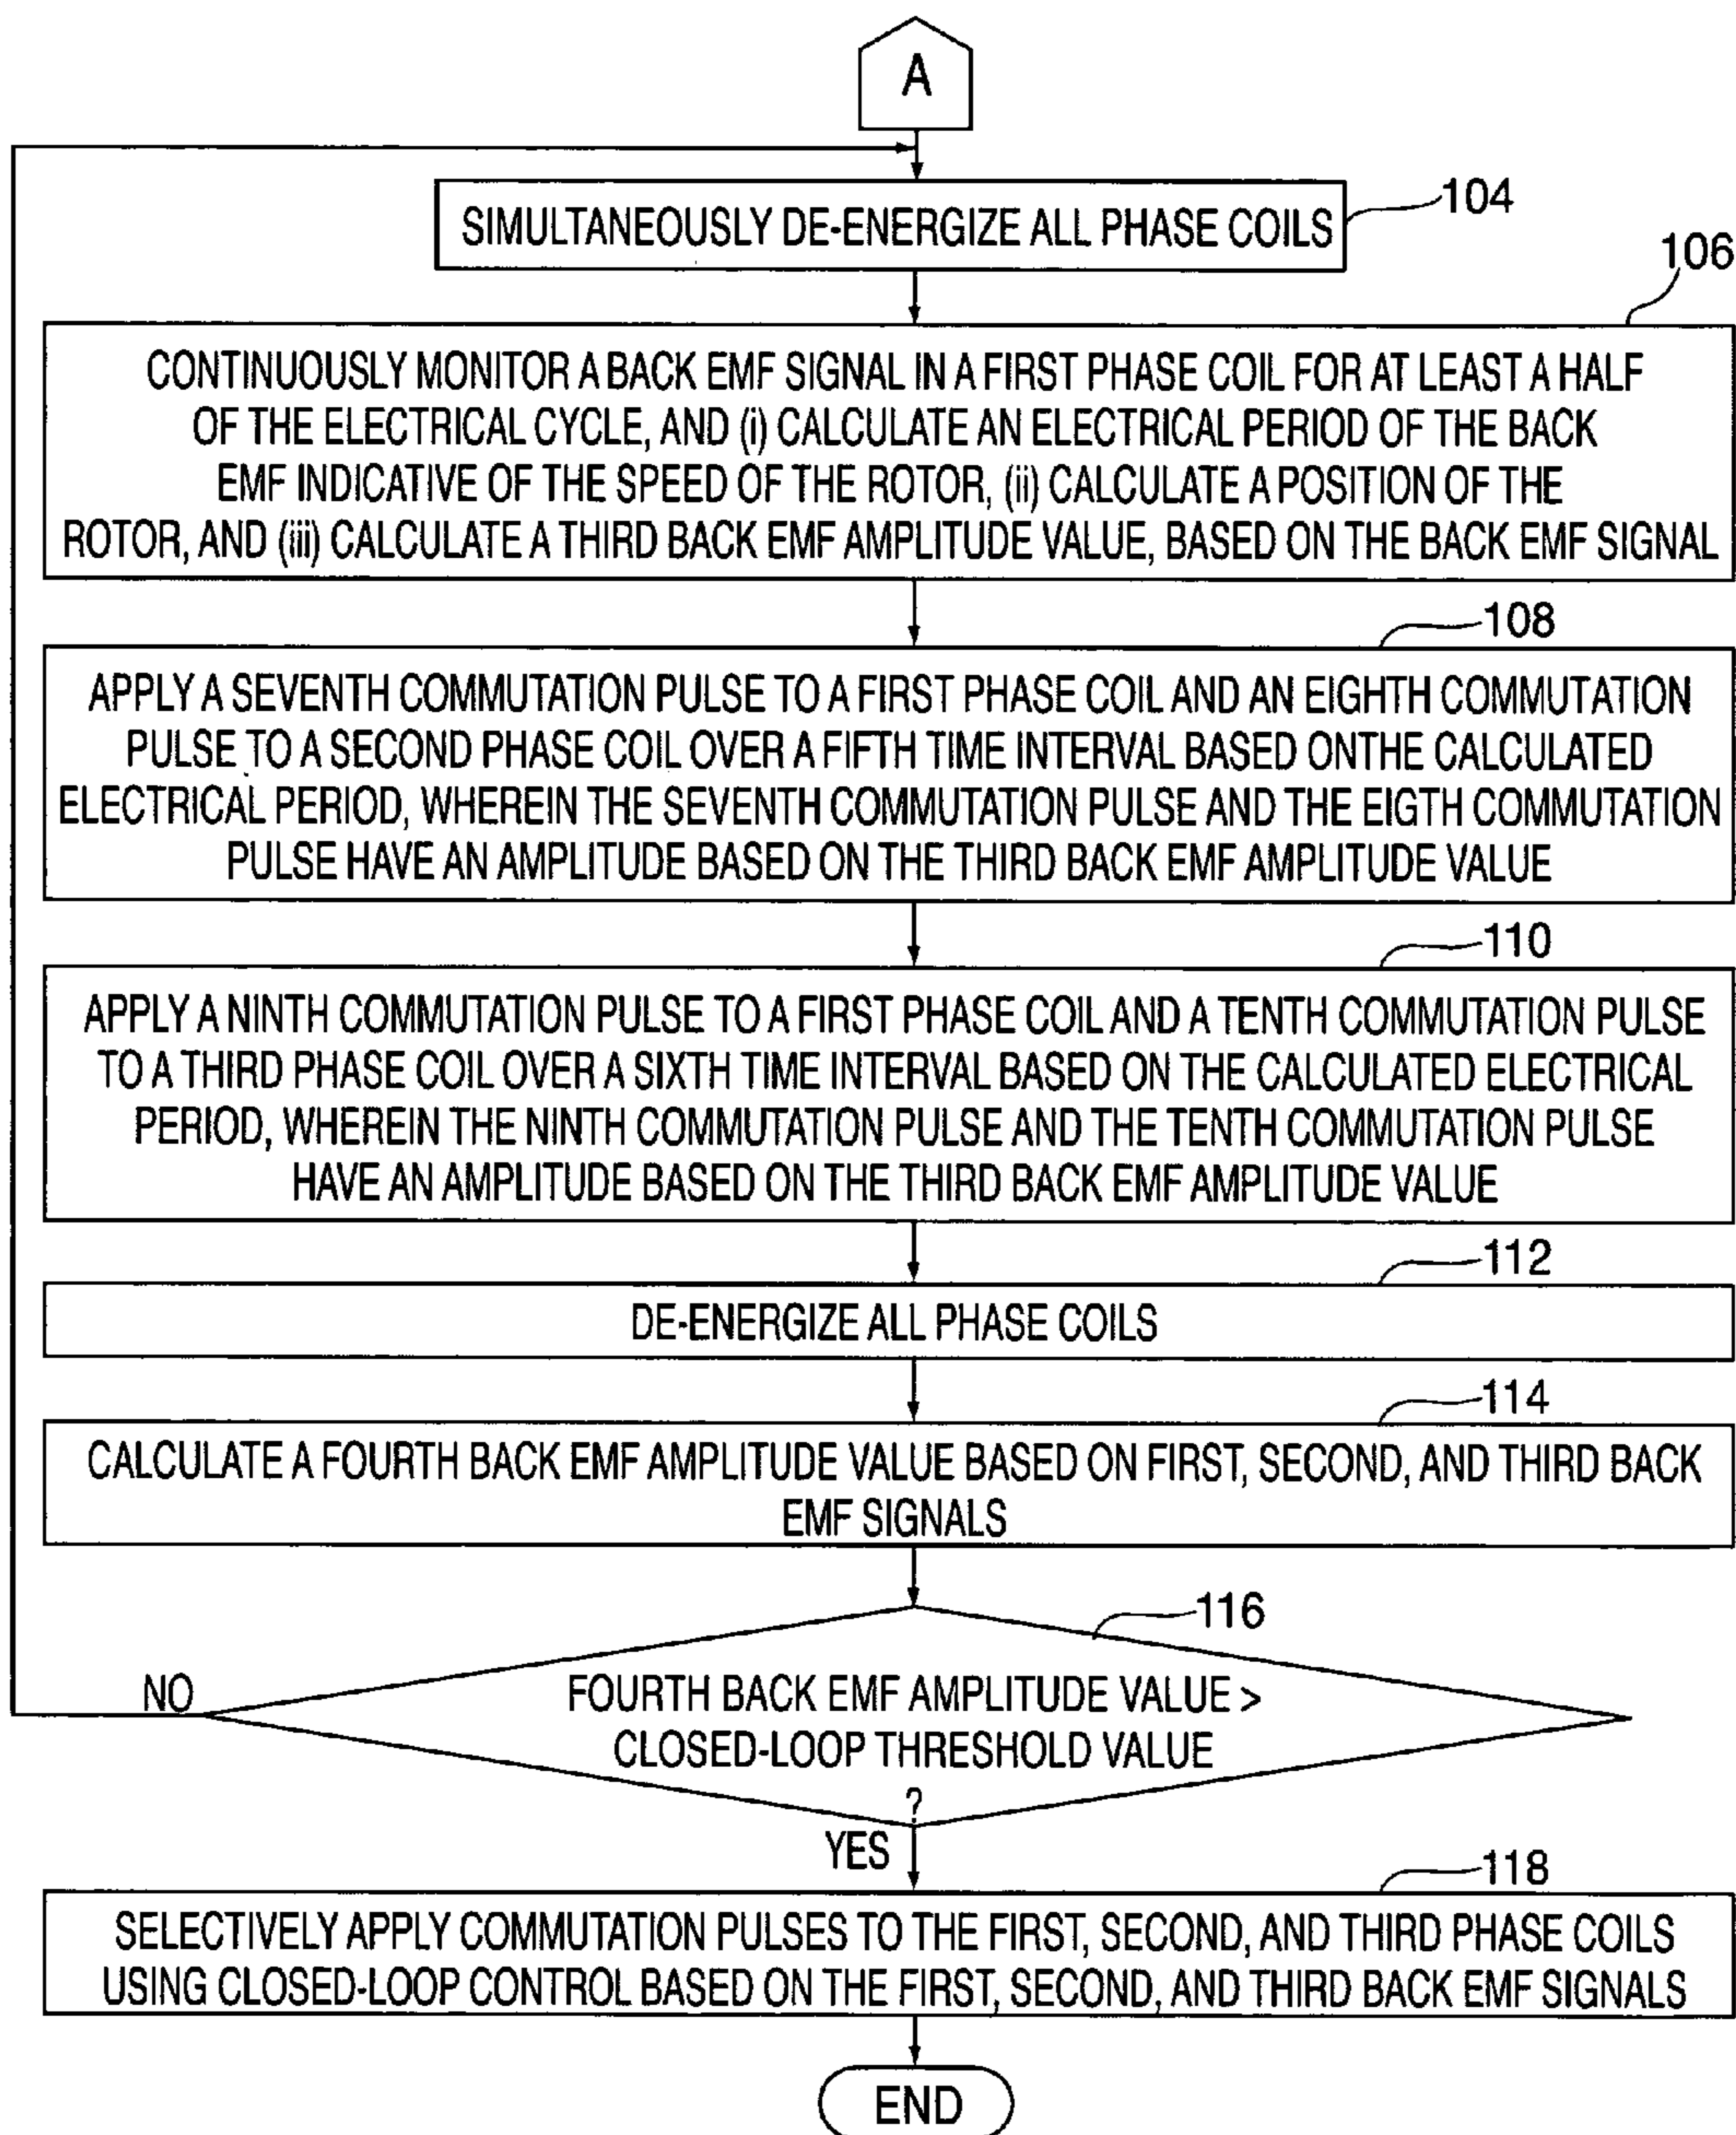 A
SIMULTANEOUSLY DE-ENERGIZE ALL PHASE COILS
104
106
CONTINUOUSLY MONITOR A BACK EMF SIGNAL IN A FIRST PHASE COIL FOR AT LEAST A HALF
OF THE ELECTRICAL CYCLE, AND (i) CALCULATE AN ELECTRICAL PERIOD OF THE BACK
EMF INDICATIVE OF THE SPEED OF THE ROTOR, (ii) CALCULATE A POSITION OF THE
ROTOR, AND (iii) CALCULATE A THIRD BACK EMF AMPLITUDE VALUE, BASED ON THE BACK EMF SIGNAL
108
APPLY A SEVENTH COMMUTATION PULSE TO A FIRST PHASE COIL AND AN EIGHTH COMMUTATION
PULSE TO A SECOND PHASE COIL OVER A FIFTH TIME INTERVAL BASED ONTHE CALCULATED
ELECTRICAL PERIOD, WHEREIN THE SEVENTH COMMUTATION PULSE AND THE EIGTH COMMUTATION
PULSE HAVE AN AMPLITUDE BASED ON THE THIRD BACK EMF AMPLITUDE VALUE
110
APPLY A NINTH COMMUTATION PULSE TO A FIRST PHASE COIL AND A TENTH COMMUTATION PULSE
TO A THIRD PHASE COIL OVER A SIXTH TIME INTERVAL BASED ON THE CALCULATED ELECTRICAL
PERIOD, WHEREIN THE NINTH COMMUTATION PULSE AND THE TENTH COMMUTATION PULSE
HAVE AN AMPLITUDE BASED ON THE THIRD BACK EMF AMPLITUDE VALUE
112
DE-ENERGIZE ALL PHASE COILS
114
CALCULATE A FOURTH BACK EMF AMPLITUDE VALUE BASED ON FIRST, SECOND, AND THIRD BACK
EMF SIGNALS
116
NO
FOURTH BACK EMF AMPLITUDE VALUE >
CLOSED-LOOP THRESHOLD VALUE
?
YES
118
SELECTIVELY APPLY COMMUTATION PULSES TO THE FIRST, SECOND, AND THIRD PHASE COILS
USING CLOSED-LOOP CONTROL BASED ON THE FIRST, SECOND, AND THIRD BACK EMF SIGNALS
END